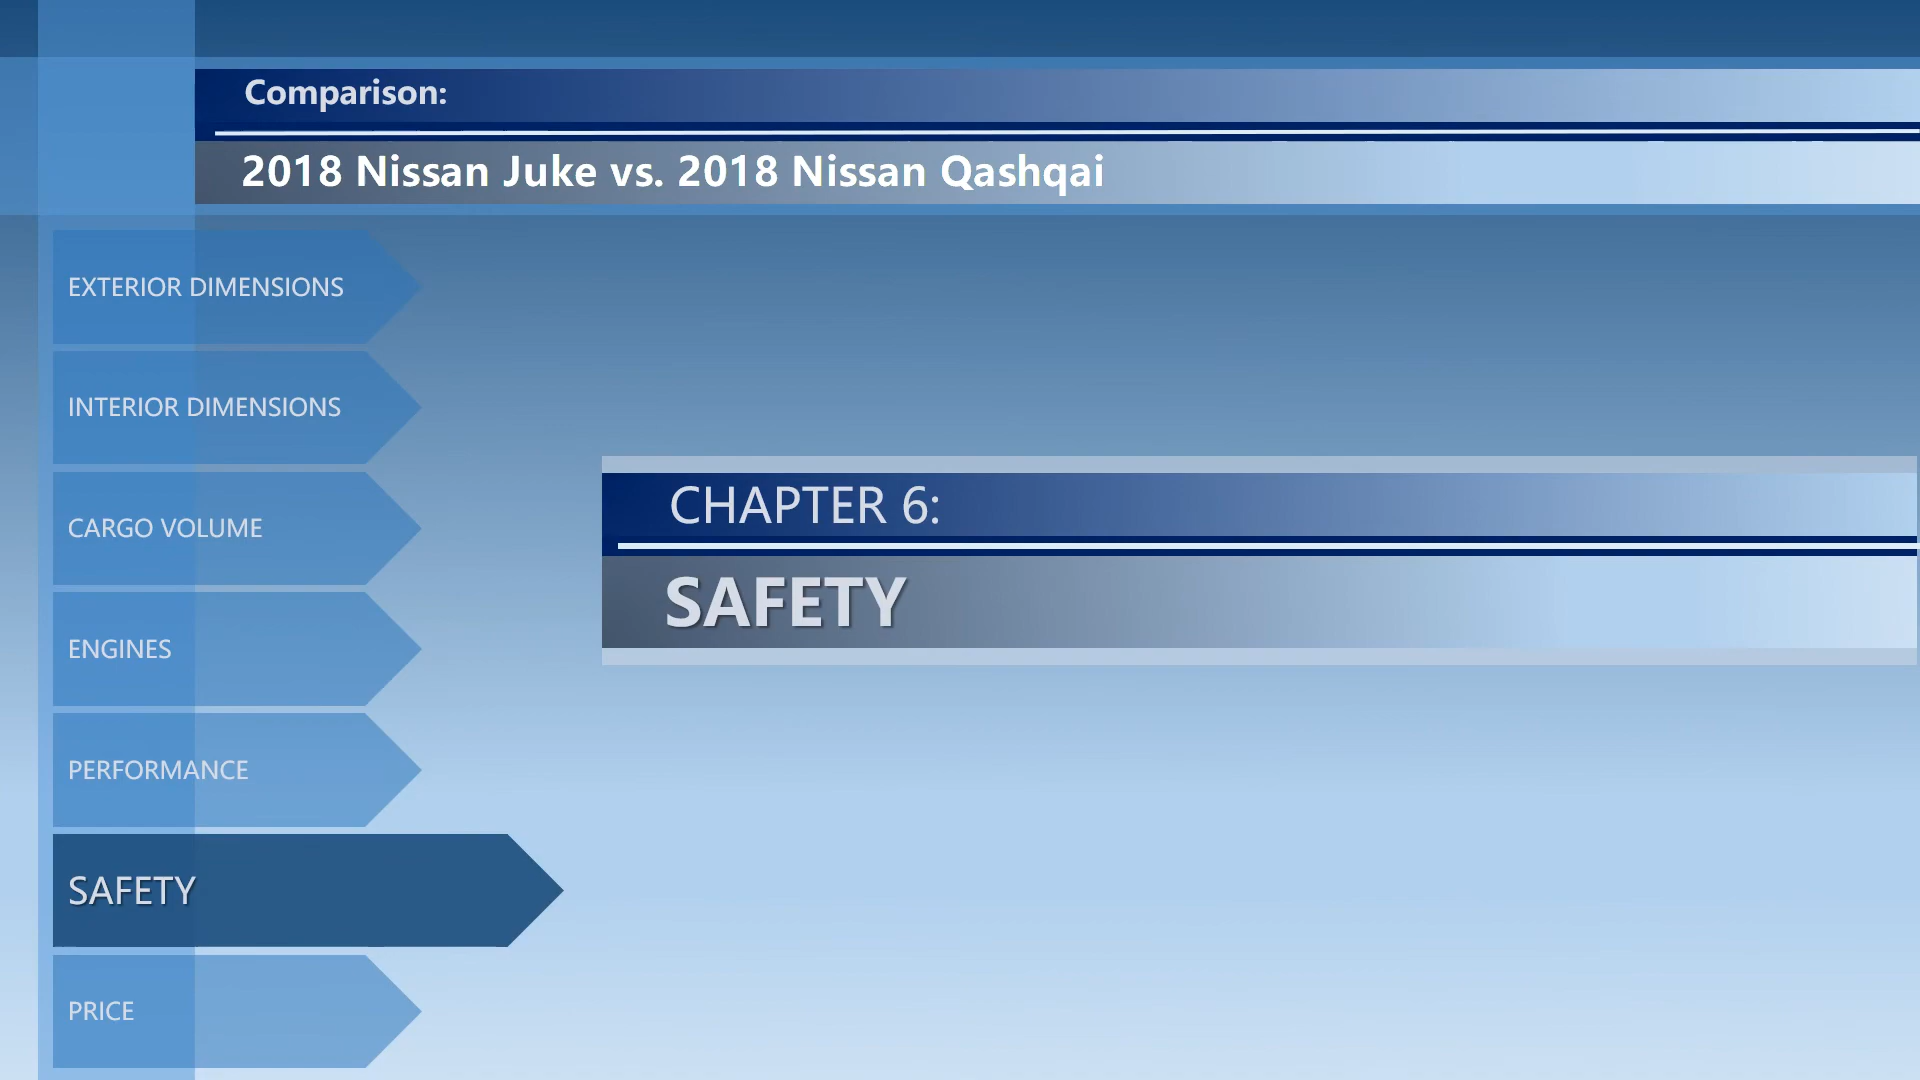 Comparison:
2018 Nissan Juke vs. 2018 Nissan Qashqai
EXTERIOR DIMENSIONS
INTERIOR DIMENSIONS
CARGO VOLUME
ENGINES
PERFORMANCE
SAFETY
PRICE
CHAPTER 6:
SAFETY